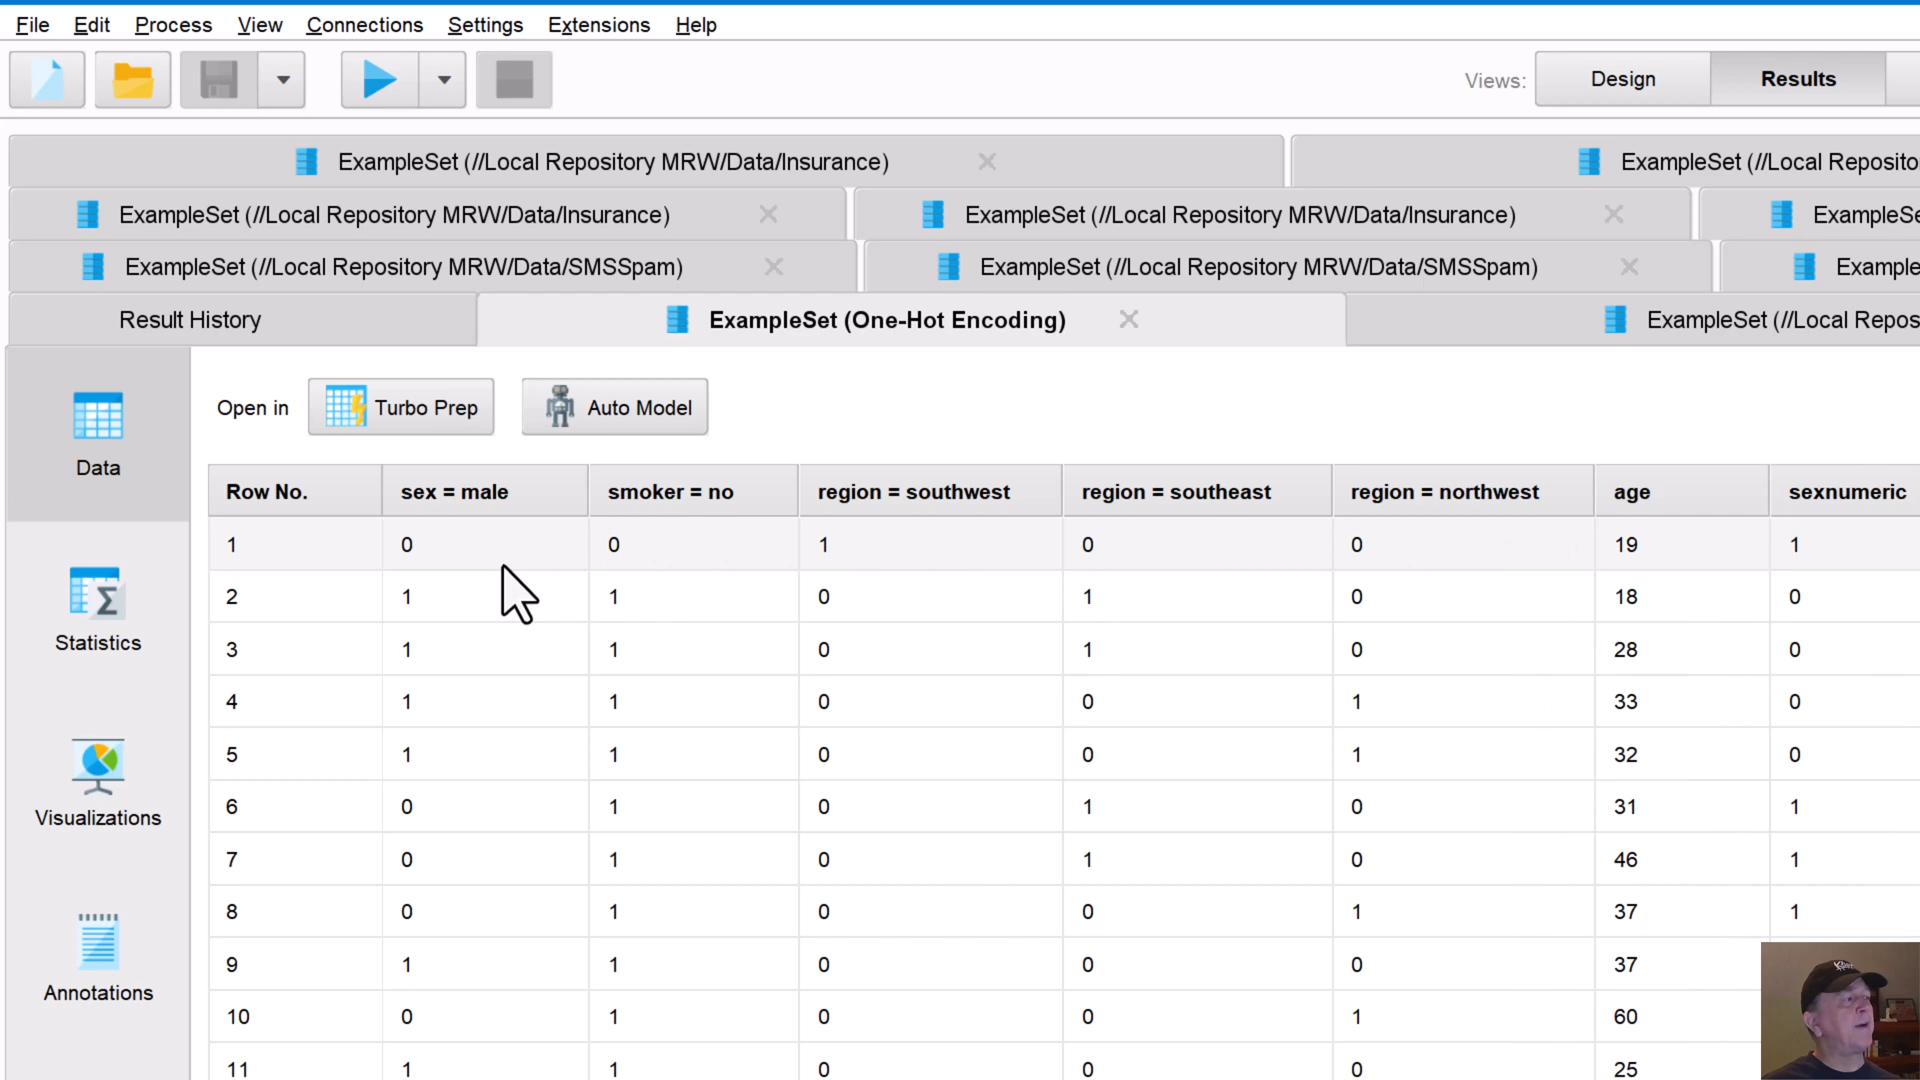 File Edit Process View Connections Settings Extensions Help
Views: Design Results
ExampleSet (//Local Repository MRW/Data/Insurance) ExampleSet (//Local Reposito
ExampleSet (//Local Repository MRW/Data/Insurance) ExampleSet (//Local Repository MRW/Data/Insurance) ExampleSe
ExampleSet (//Local Repository MRW/Data/SMSSpam) ExampleSet (//Local Repository MRW/Data/SMSSpam) Example
Result History ExampleSet (One-Hot Encoding) ExampleSet (//Local Repos
Open in Turbo Prep Auto Model
Data
Statistics
Visualizations
Annotations
Row No. sex = male smoker = no region = southwest region = southeast region = northwest age sexnumeric
1 0 0 1 0 0 19 1
2 1 1 0 1 0 18 0
3 1 1 0 1 0 28 0
4 1 1 0 0 1 33 0
5 1 1 0 0 1 32 0
6 0 1 0 1 0 31 1
7 0 1 0 1 0 46 1
8 0 1 0 0 1 37 1
9 1 1 0 0 0 37
10 0 1 0 0 1 60
11 1 1 0 0 0 25